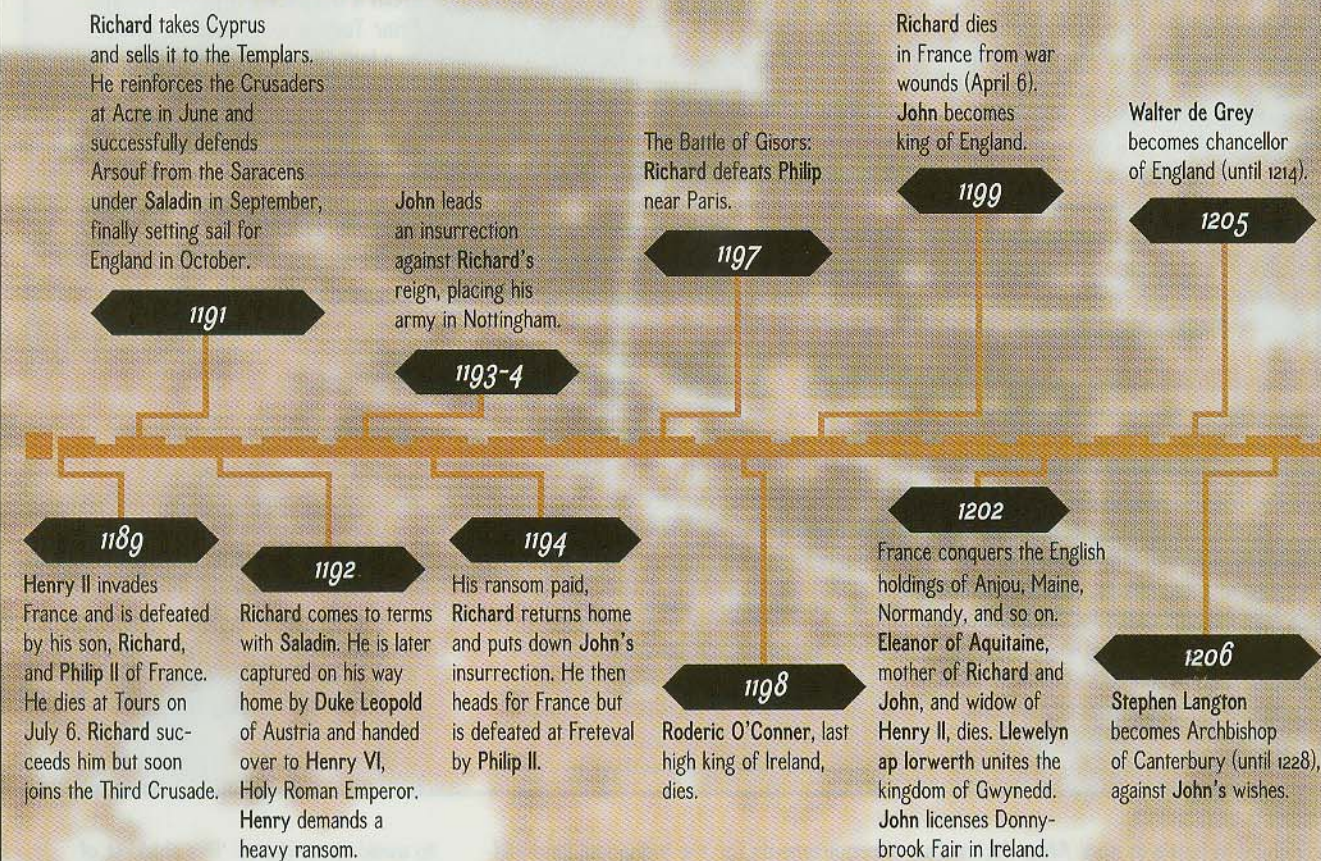 Richard takes Cyprus
and sells it to the Templars.
He reinforces the Crusaders
at Acre in June and
successfully defends
Arsouf from the Saracens
under Saladin in September,
finally setting sail for
England in October.
1191
John leads
an insurrection
against Richard's
reign, placing his
army in Nottingham.
1193-4
The Battle of Gisors:
Richard defeats Philip
near Paris.
1197
Richard dies
in France from war
wounds (April 6).
John becomes
king of England.
1199
Walter de Grey
becomes chancellor
of England (until 1214).
1205
1189
Henry II invades
France and is defeated
by his son, Richard,
and Philip II of France.
He dies at Tours on
July 6. Richard suc-
ceeds him but soon
joins the Third Crusade.
1192
Richard comes to terms
with Saladin. He is later
captured on his way
home by Duke Leopold
of Austria and handed
over to Henry VI,
Holy Roman Emperor.
Henry demands a
heavy ransom.
1194
His ransom paid,
Richard returns home
and puts down John's
insurrection. He then
heads for France but
is defeated at Freteval
by Philip II.
1198
Roderic O'Conner, last
high king of Ireland,
dies.
1202
France conquers the English
holdings of Anjou, Maine,
Normandy, and so on.
Eleanor of Aquitaine,
mother of Richard and
John, and widow of
Henry II, dies. Llewelyn
ap Iorwerth unites the
kingdom of Gwynedd.
John licenses Donny-
brook Fair in Ireland.
1206
Stephen Langton
becomes Archbishop
of Canterbury (until 1228),
against John's wishes.